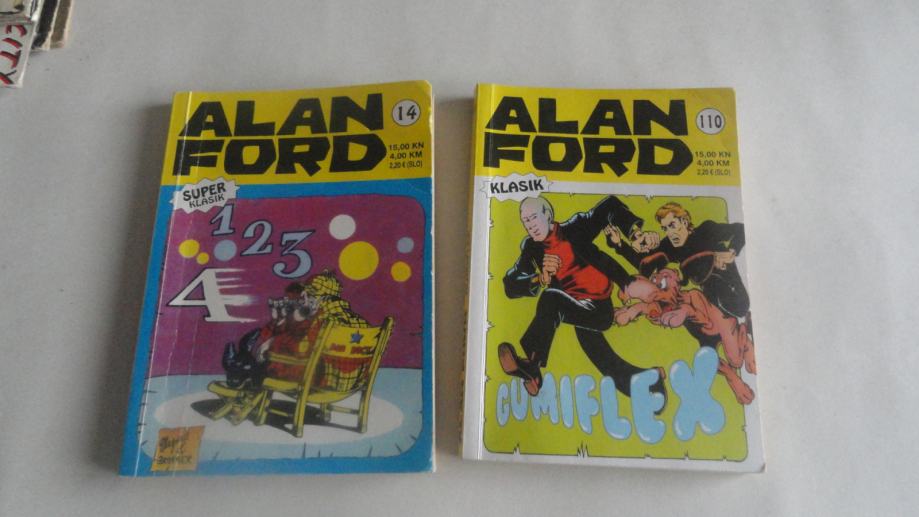 CITY
ALAN
FORD
14
15,00 KN
4,00 KM
2,20 € (SLO)
SUPER
KLASIK
1
2
3
4
ALAN
FORD
110
15,00 KN
4,00 KM
2,20 € (SLO)
KLASIK
GUMIFLEX